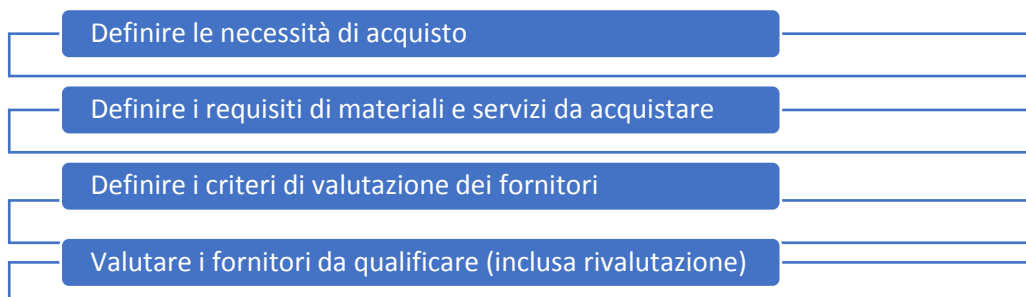 Definire le necessità di acquisto
Definire i requisiti di materiali e servizi da acquistare
Definire i criteri di valutazione dei fornitori
Valutare i fornitori da qualificare (inclusa rivalutazione)